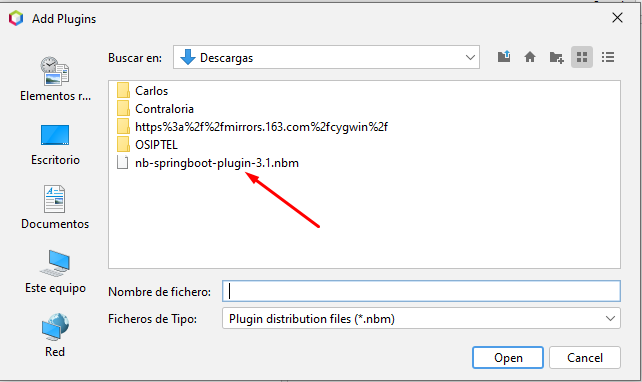 Add Plugins
Buscar en:
Descargas
Elementos r...
Escritorio
Documentos
Este equipo
Red
Carlos
Contraloria
https%3a%2f%2fmirrors.163.com%2fcygwin%2f
OSIPTEL
nb-springboot-plugin-3.1.nbm
Nombre de fichero:
Ficheros de Tipo:
Plugin distribution files (*.nbm)
Open
Cancel